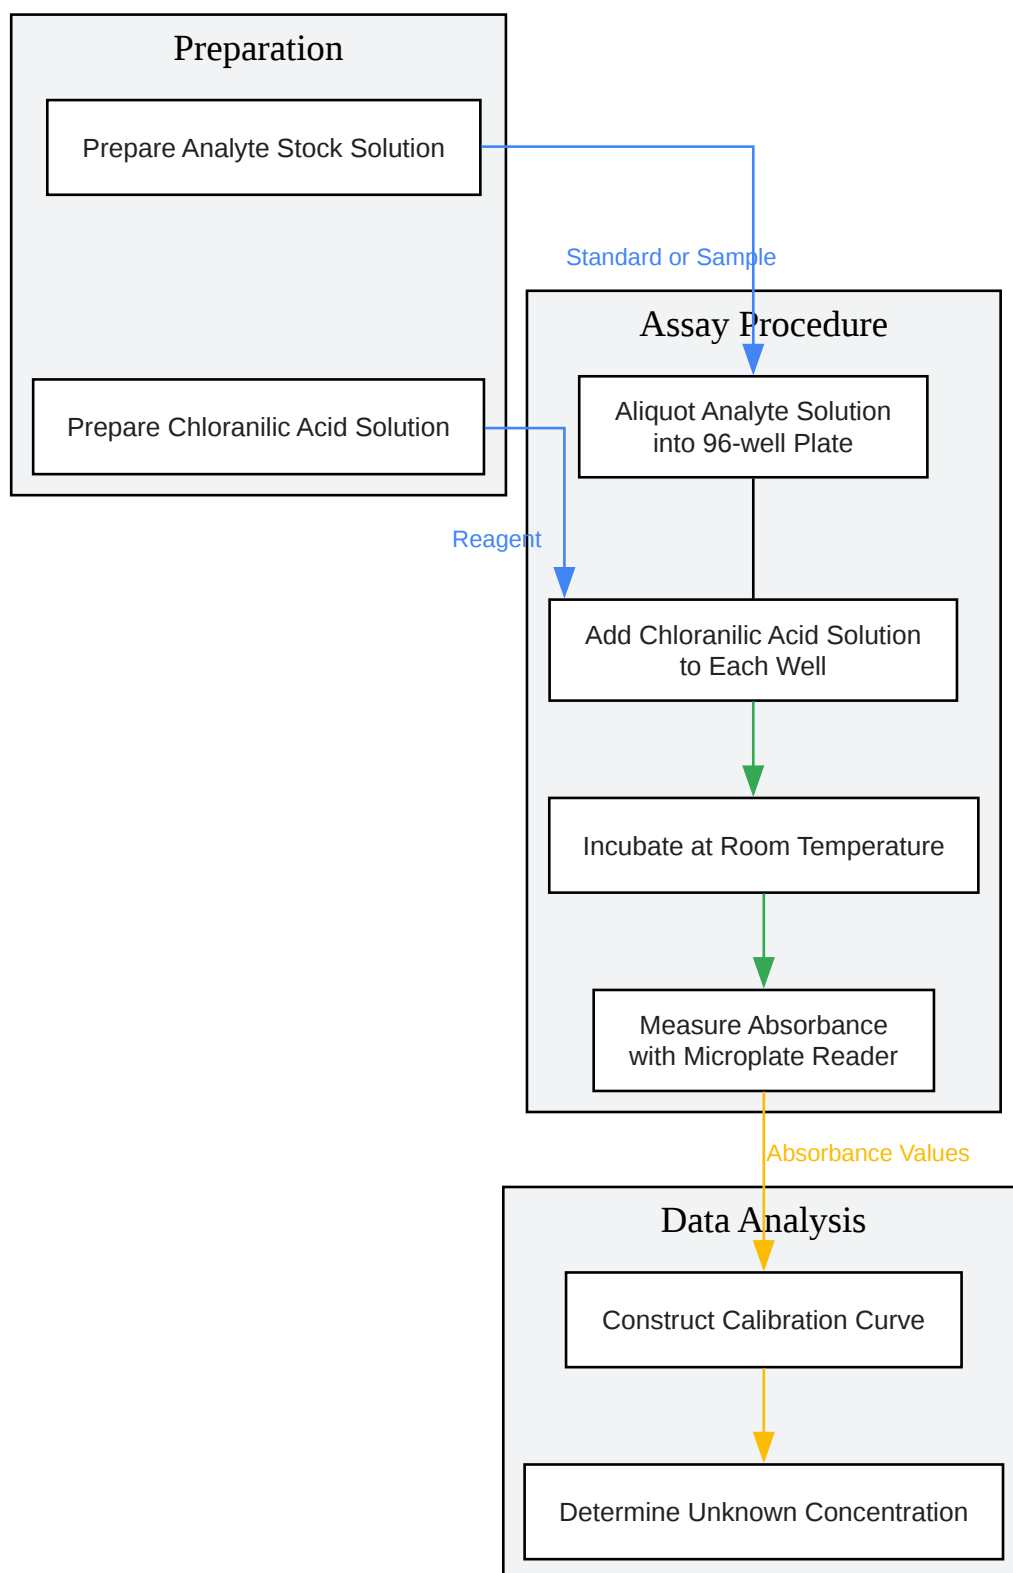 Preparation
Prepare Analyte Stock Solution
Standard or Sample
Assay Procedure
Aliquot Analyte Solution
into 96-well Plate
Prepare Chloranilic Acid Solution
Reagent
Add Chloranilic Acid Solution
to Each Well
Incubate at Room Temperature
Measure Absorbance
with Microplate Reader
Absorbance Values
Data Analysis
Construct Calibration Curve
Determine Unknown Concentration